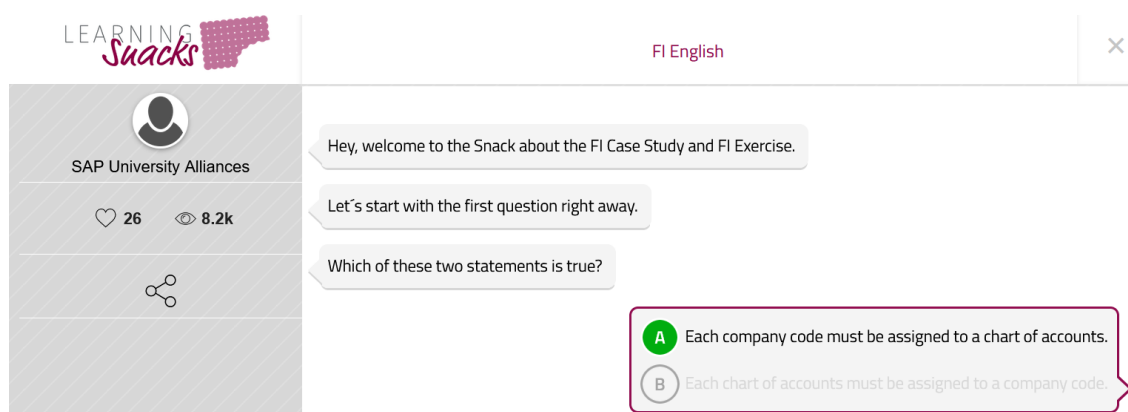 LEARNING
Snacks
FI English
SAP University Alliances
26
8.2k
Hey, welcome to the Snack about the FI Case Study and FI Exercise.
Let´s start with the first question right away.
Which of these two statements is true?
A Each company code must be assigned to a chart of accounts.
B Each chart of accounts must be assigned to a company code.